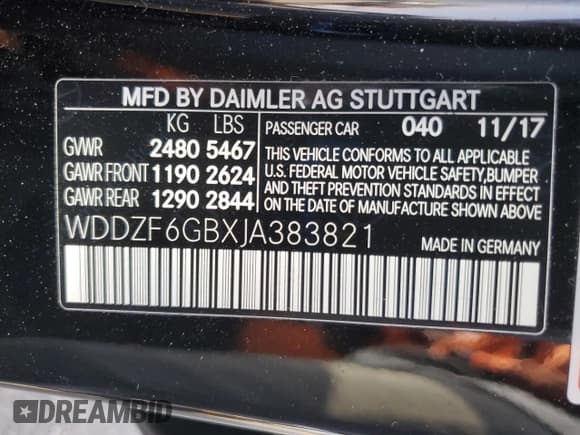 MFD BY DAIMLER AG STUTTGART
KG LBS
GVWR 2480 5467
GAWR FRONT 1190 2624
GAWR REAR 1290 2844
PASSENGER CAR 040 11/17
THIS VEHICLE CONFORMS TO ALL APPLICABLE
U.S. FEDERAL MOTOR VEHICLE SAFETY,BUMPER
AND THEFT PREVENTION STANDARDS IN EFFECT
ON THE DATE OF MANUFACTURE SHOWN ABOVE.
WDDZF6GBXJA383821
MADE IN GERMANY
DREAMBID